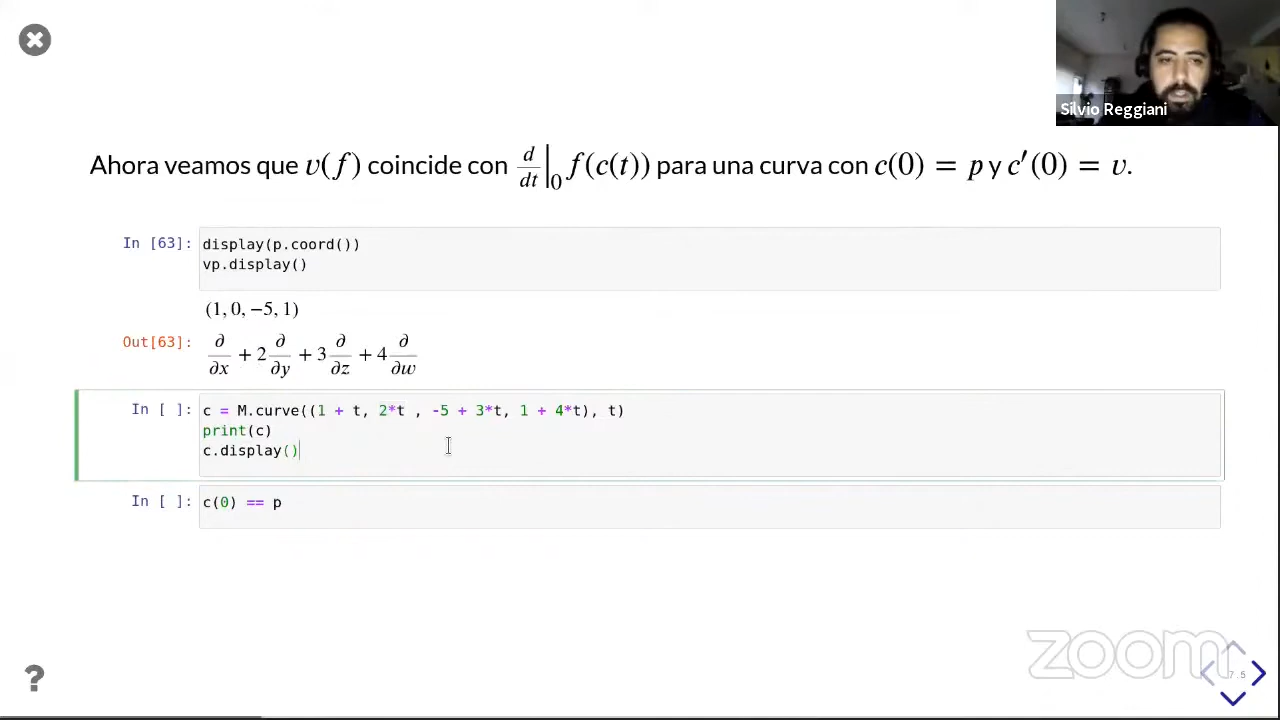 Silvio Reggiani
Ahora veamos que v(f) coincide con d/dt|₀ f(c(t)) para una curva con c(0) = p y c′(0) = v.
In [63]: display(p.coord())
vp.display()
(1, 0, −5, 1)
Out[63]: ∂/∂x + 2 ∂/∂y + 3 ∂/∂z + 4 ∂/∂w
In [ ]: c = M.curve((1 + t, 2*t , -5 + 3*t, 1 + 4*t), t)
print(c)
c.display()
In [ ]: c(0) == p
zoom
?
7.5